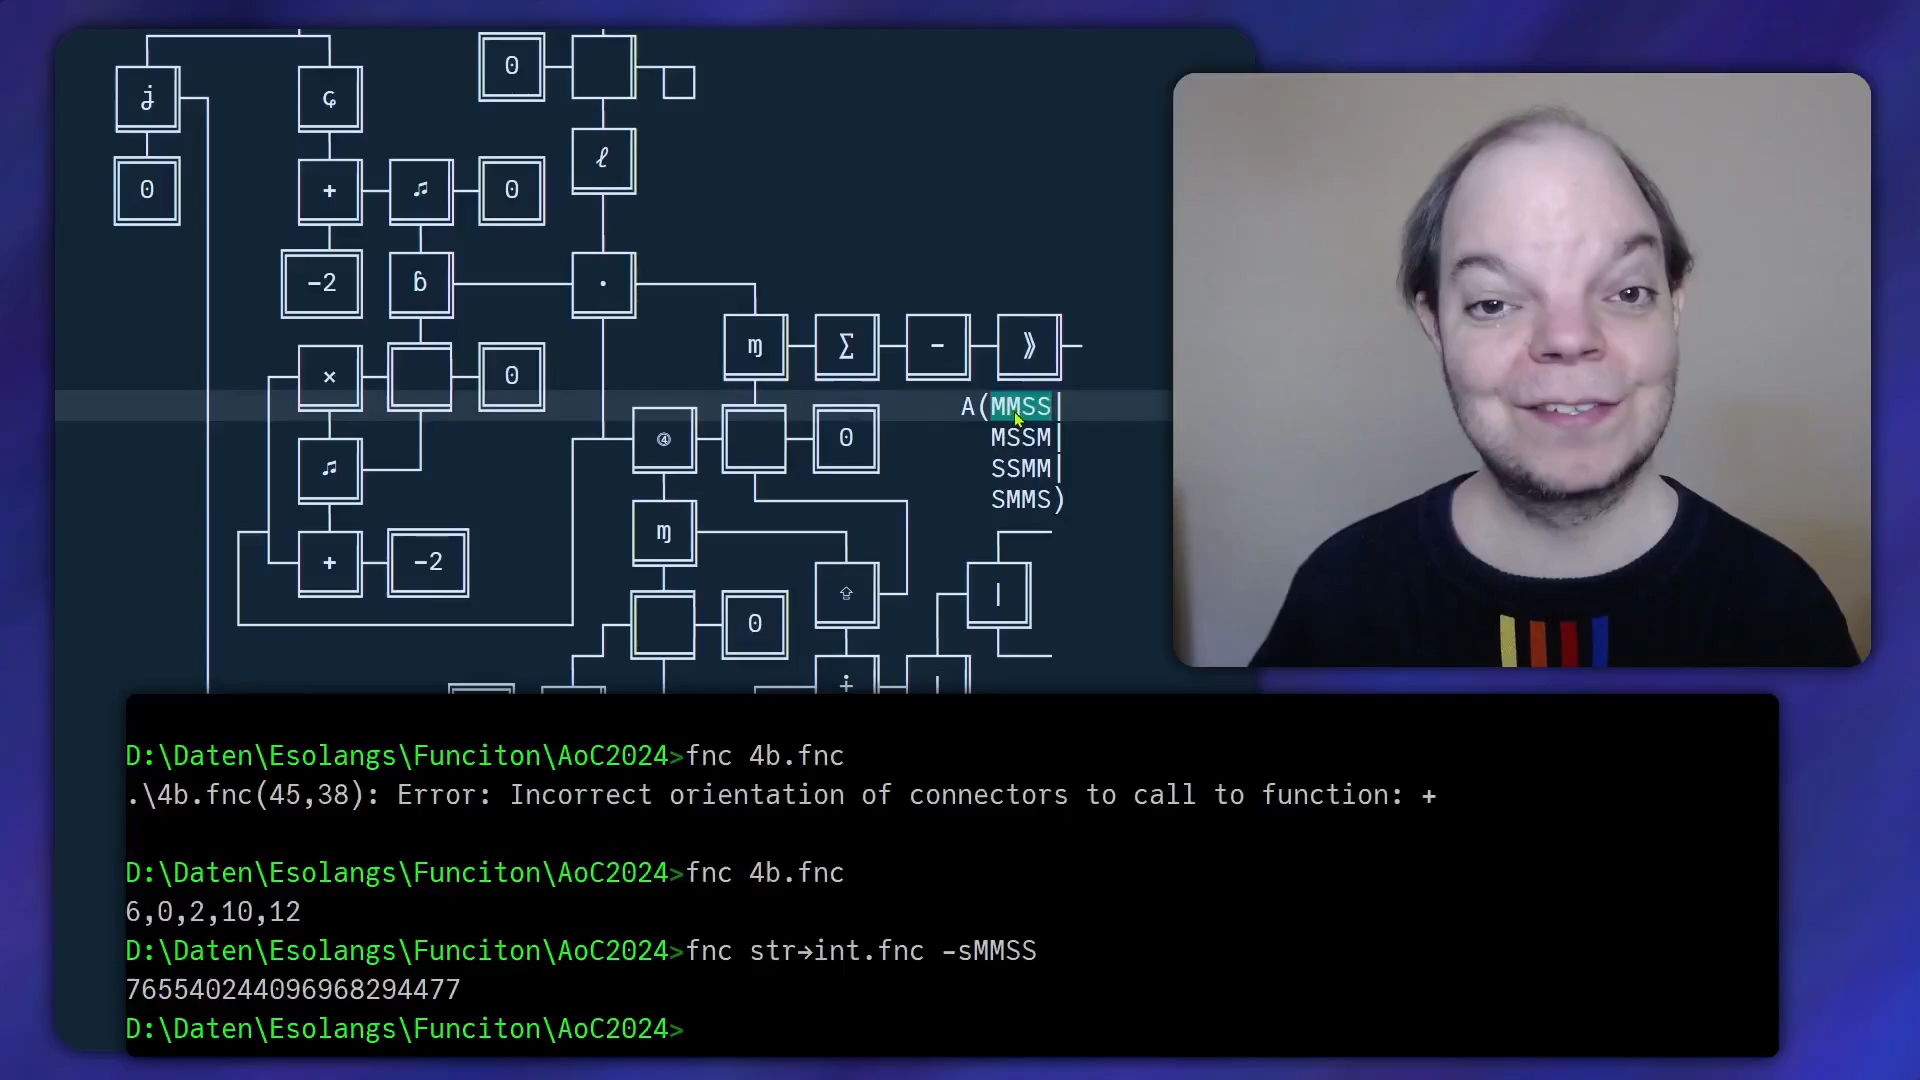 0
ʝ ɕ
ℓ
0 + ♫ 0
-2 ɓ ·
ɱ ∑ − ⟫
× 0
A(MMSS|
④ 0 MSSM|
♫ SSMM|
SMMS)
ɱ
+ -2
⇧ |
0
+ |
D:\Daten\Esolangs\Funciton\AoC2024>fnc 4b.fnc
.\4b.fnc(45,38): Error: Incorrect orientation of connectors to call to function: +
D:\Daten\Esolangs\Funciton\AoC2024>fnc 4b.fnc
6,0,2,10,12
D:\Daten\Esolangs\Funciton\AoC2024>fnc str→int.fnc -sMMSS
765540244096968294477
D:\Daten\Esolangs\Funciton\AoC2024>